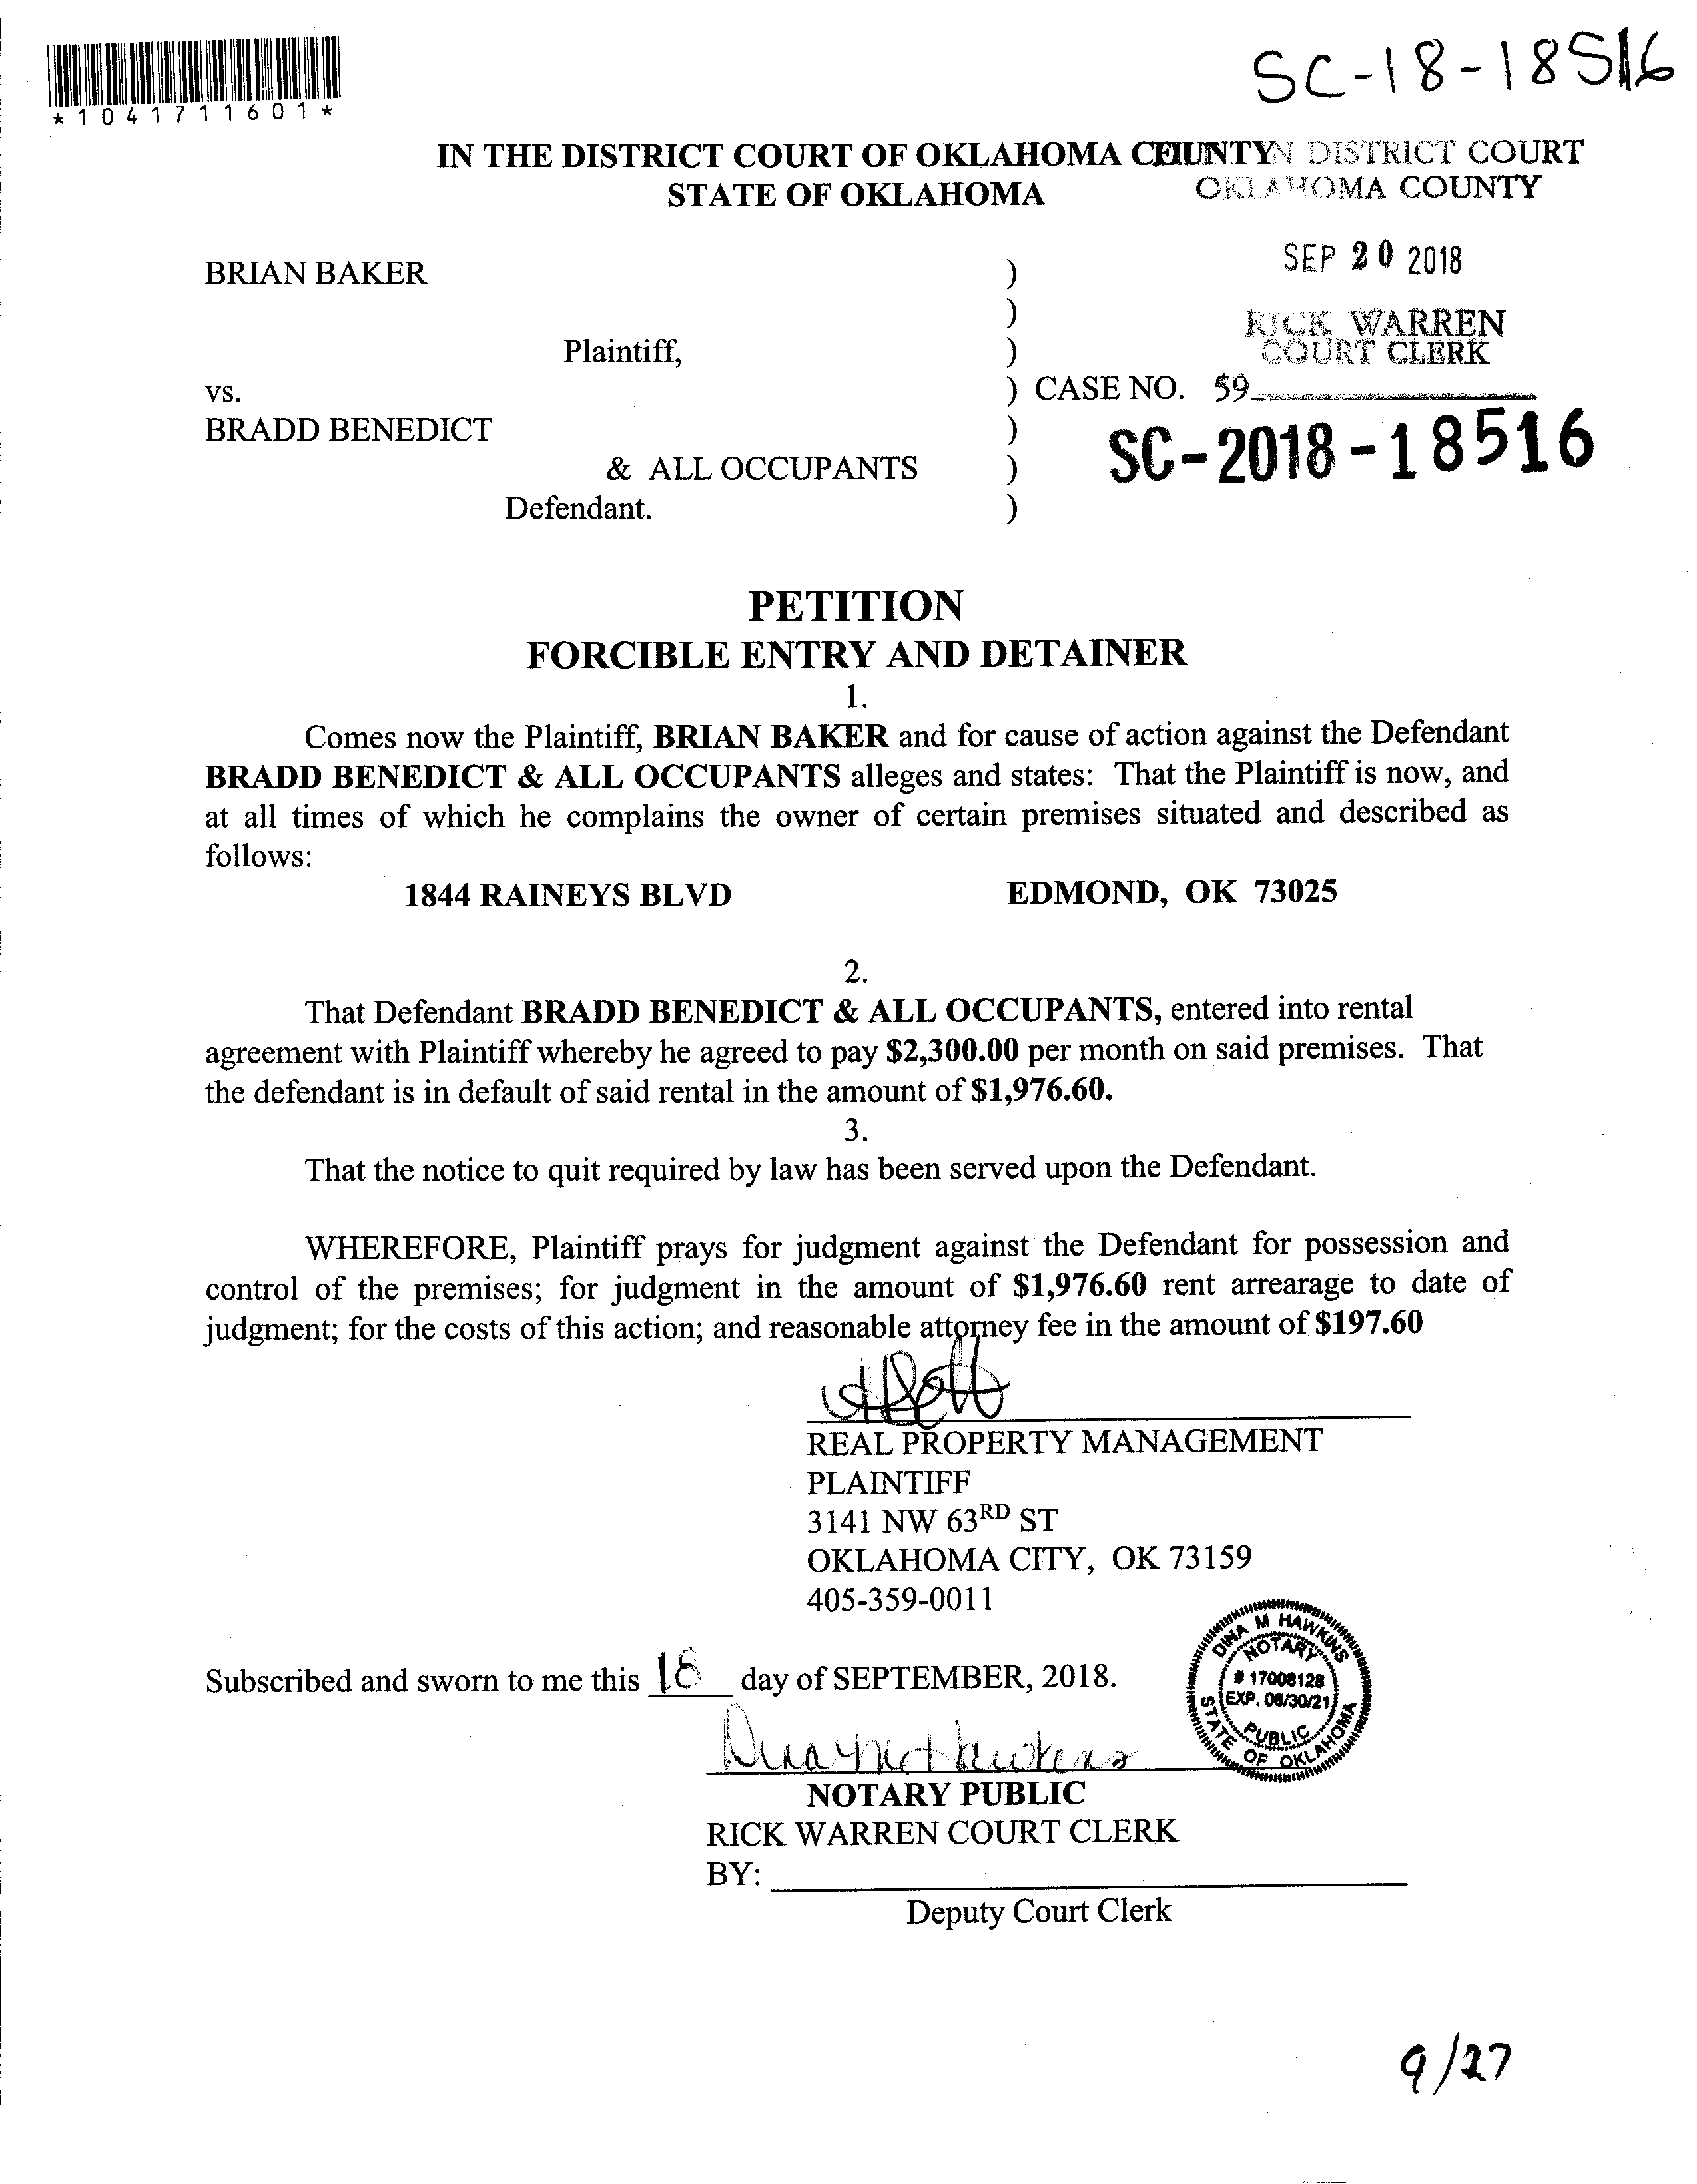 SC-18-18516
*1041711601*
IN THE DISTRICT COURT OF OKLAHOMA COUNTY
STATE OF OKLAHOMA
DISTRICT COURT
OKLAHOMA COUNTY
SEP 20 2018
RICK WARREN
COURT CLERK
59
BRIAN BAKER )
)
Plaintiff, )
vs. ) CASE NO.
BRADD BENEDICT )
& ALL OCCUPANTS )
Defendant. )
SC-2018-18516
PETITION
FORCIBLE ENTRY AND DETAINER
1.
Comes now the Plaintiff, BRIAN BAKER and for cause of action against the Defendant
BRADD BENEDICT & ALL OCCUPANTS alleges and states: That the Plaintiff is now, and
at all times of which he complains the owner of certain premises situated and described as
follows:
1844 RAINEYS BLVD EDMOND, OK 73025
2.
That Defendant BRADD BENEDICT & ALL OCCUPANTS, entered into rental
agreement with Plaintiff whereby he agreed to pay $2,300.00 per month on said premises. That
the defendant is in default of said rental in the amount of $1,976.60.
3.
That the notice to quit required by law has been served upon the Defendant.
WHEREFORE, Plaintiff prays for judgment against the Defendant for possession and
control of the premises; for judgment in the amount of $1,976.60 rent arrearage to date of
judgment; for the costs of this action; and reasonable attorney fee in the amount of $197.60
REAL PROPERTY MANAGEMENT
PLAINTIFF
3141 NW 63RD ST
OKLAHOMA CITY, OK 73159
405-359-0011
Subscribed and sworn to me this 18 day of SEPTEMBER, 2018.
DINA M HAWKINS
NOTARY
# 17008128
EXP. 08/30/21
PUBLIC
STATE OF OKLAHOMA
NOTARY PUBLIC
RICK WARREN COURT CLERK
BY:
Deputy Court Clerk
9/27